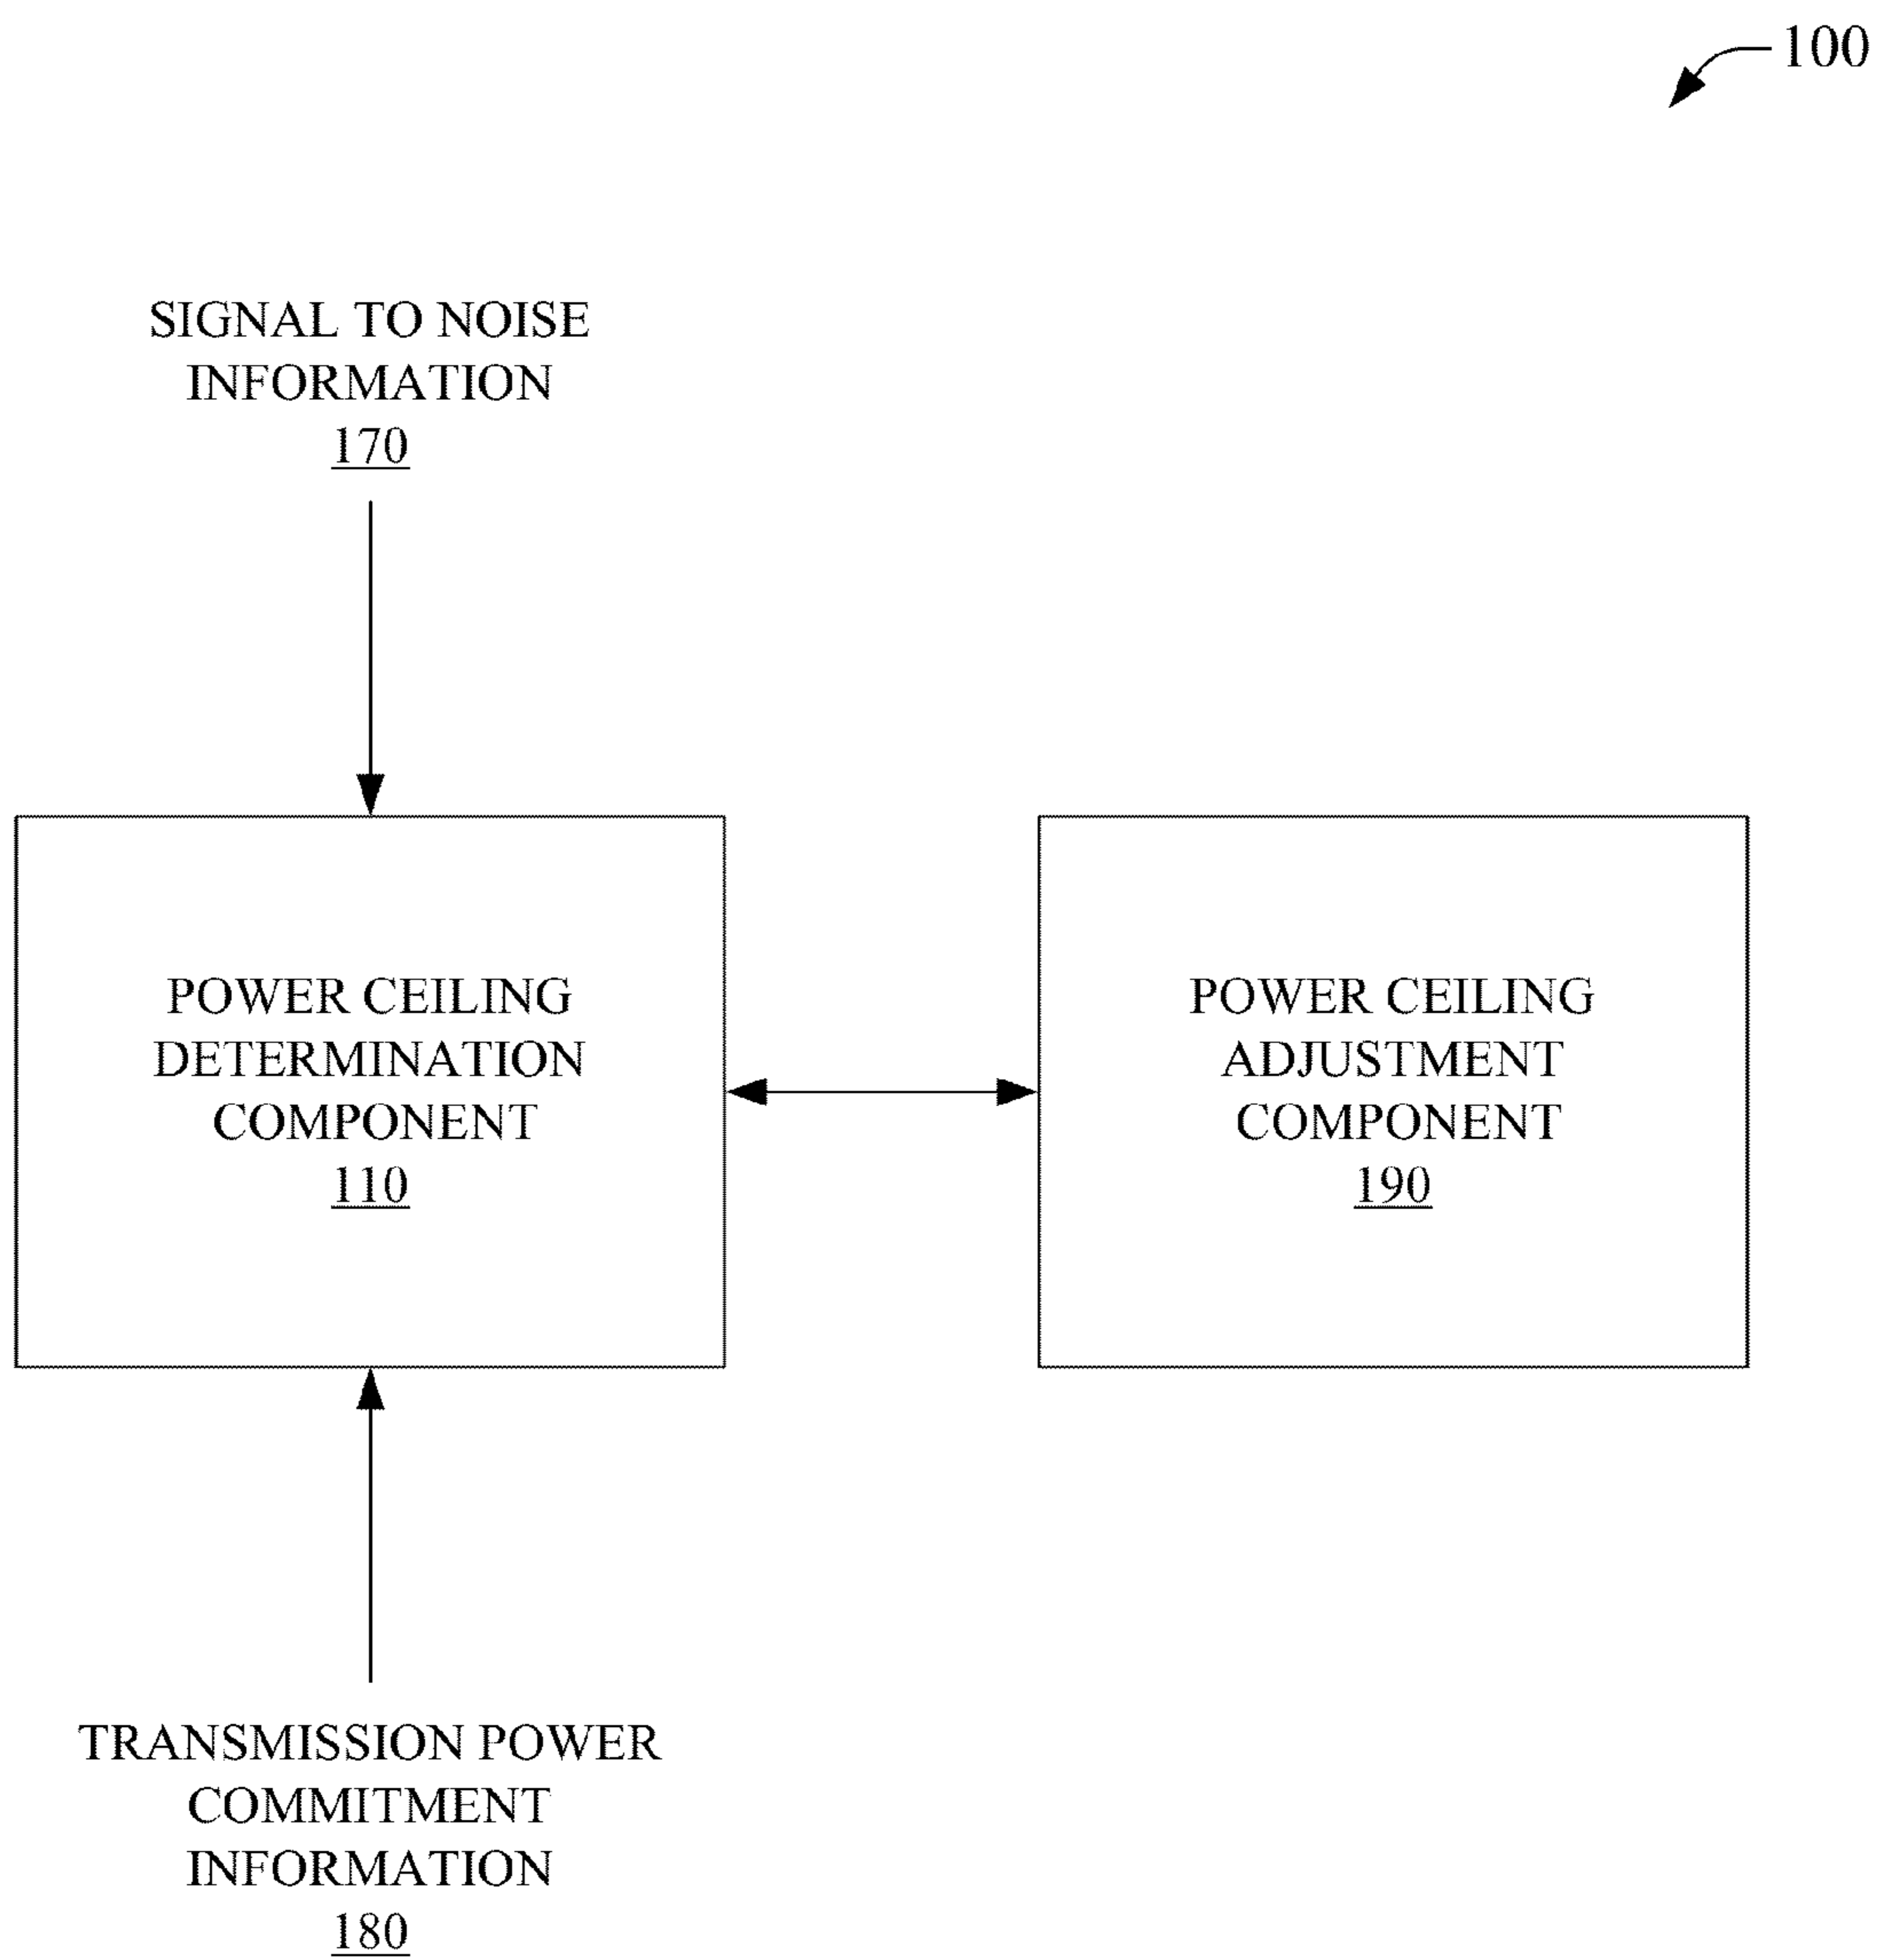 100
SIGNAL TO NOISE
INFORMATION
170
POWER CEILING
DETERMINATION
COMPONENT
110
POWER CEILING
ADJUSTMENT
COMPONENT
190
TRANSMISSION POWER
COMMITMENT
INFORMATION
180